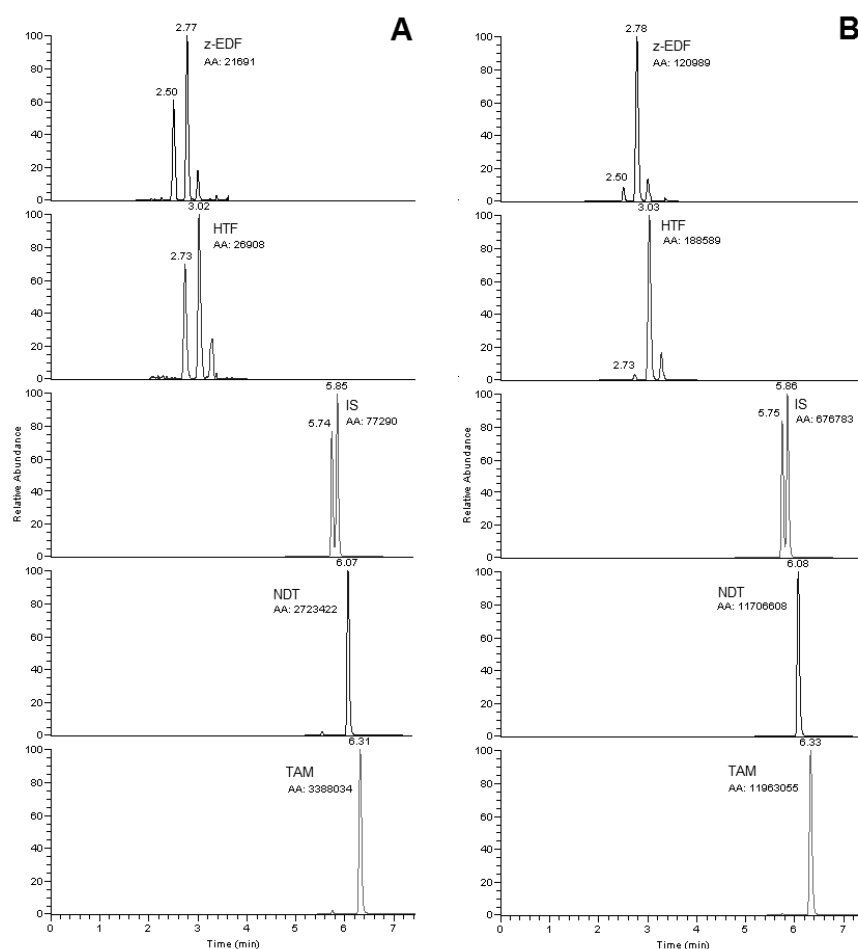 A
2.77
z-EDF
AA: 21691
2.50
100
80
60
40
20
0
3.02
HTF
AA: 26908
2.73
100
80
60
40
20
0
5.85
IS
AA: 77290
5.74
100
80
60
40
20
0
Relative Abundance
6.07
NDT
AA: 2723422
100
80
60
40
20
0
6.31
TAM
AA: 3388034
100
80
60
40
20
0
0 1 2 3 4 5 6 7
Time (min)
B
2.78
z-EDF
AA: 120989
2.50
100
80
60
40
20
0
3.03
HTF
AA: 188589
2.73
100
80
60
40
20
0
5.86
IS
AA: 676783
5.75
100
80
60
40
20
0
Relative Abundance
6.08
NDT
AA: 11706608
100
80
60
40
20
0
6.33
TAM
AA: 11963055
100
80
60
40
20
0
0 1 2 3 4 5 6 7
Time (min)